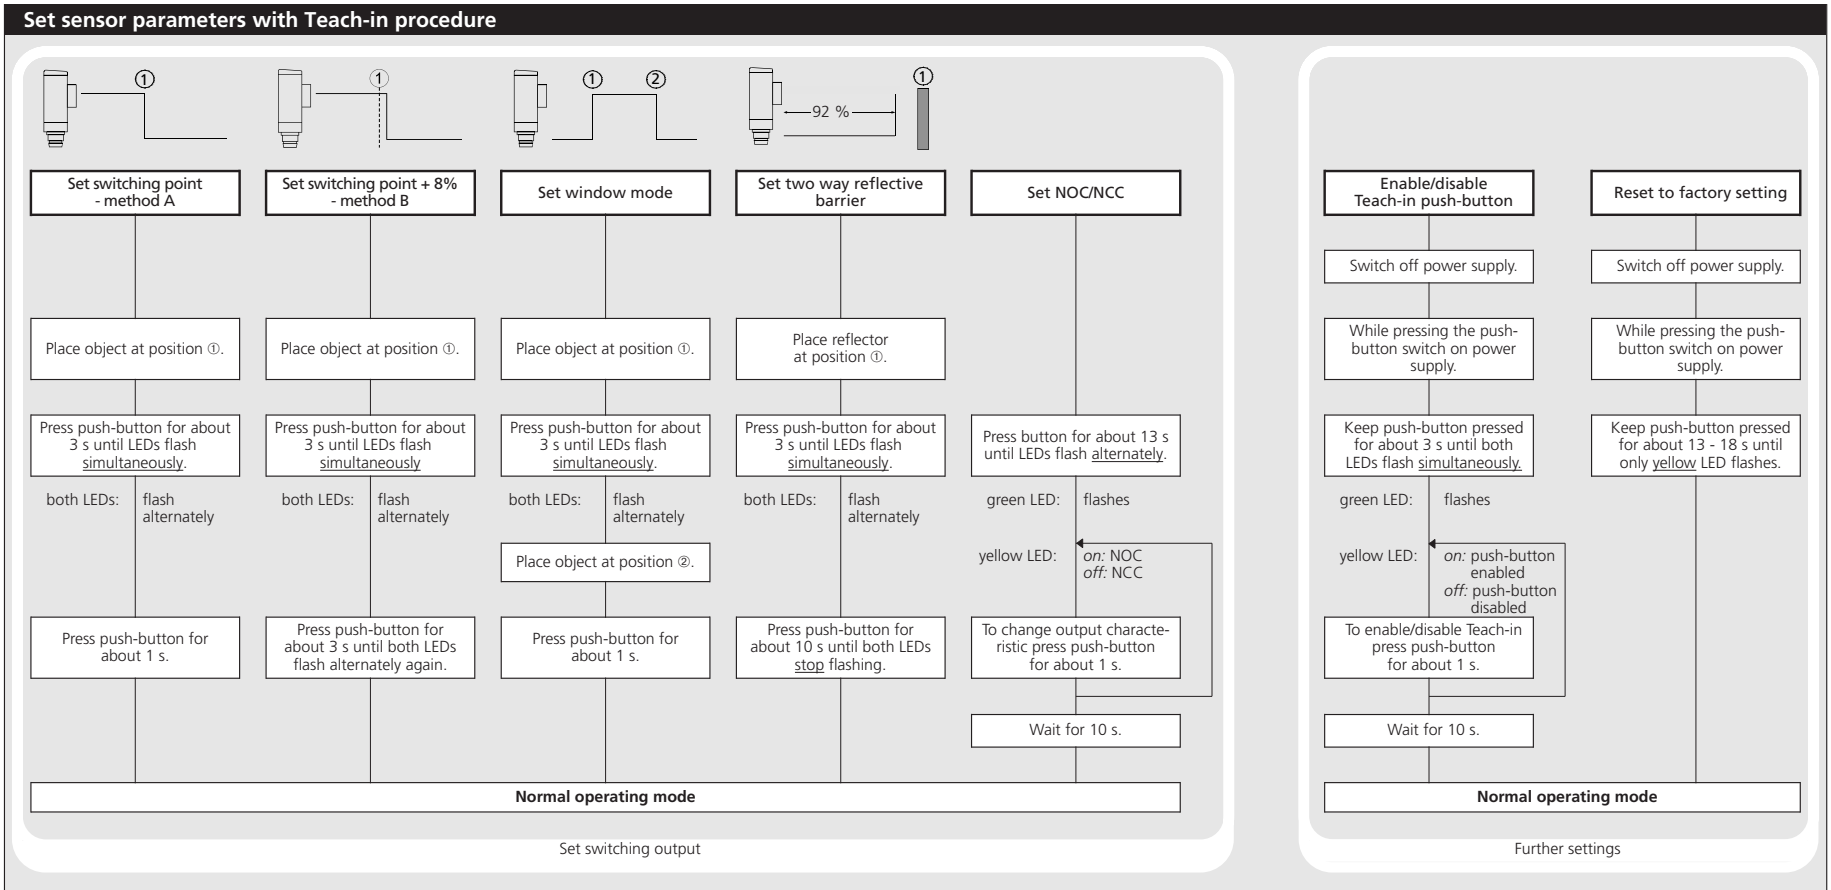 Set sensor parameters with Teach-in procedure
①
①
①
②
92 %
①
Set switching point
- method A
Place object at position ①.
Press push-button for about
3 s until LEDs flash
simultaneously.
both LEDs:
flash
alternately
Press push-button for
about 1 s.
Set switching point + 8%
- method B
Place object at position ①.
Press push-button for about
3 s until LEDs flash
simultaneously
both LEDs:
flash
alternately
Press push-button for
about 3 s until both LEDs
flash alternately again.
Set window mode
Place object at position ①.
Press push-button for about
3 s until LEDs flash
simultaneously.
both LEDs:
flash
alternately
Place object at position ②.
Press push-button for
about 1 s.
Set two way reflective
barrier
Place reflector
at position ①.
Press push-button for about
3 s until LEDs flash
simultaneously.
both LEDs:
flash
alternately
Press push-button for
about 10 s until both LEDs
stop flashing.
Set NOC/NCC
Press button for about 13 s
until LEDs flash alternately.
green LED:
flashes
yellow LED:
on: NOC
off: NCC
To change output characte-
ristic press push-button
for about 1 s.
Wait for 10 s.
Normal operating mode
Set switching output
Enable/disable
Teach-in push-button
Switch off power supply.
While pressing the push-
button switch on power
supply.
Keep push-button pressed
for about 3 s until both
LEDs flash simultaneously.
green LED:
flashes
yellow LED:
on: push-button
enabled
off: push-button
disabled
To enable/disable Teach-in
press push-button
for about 1 s.
Wait for 10 s.
Reset to factory setting
Switch off power supply.
While pressing the push-
button switch on power
supply.
Keep push-button pressed
for about 13 - 18 s until
only yellow LED flashes.
Normal operating mode
Further settings